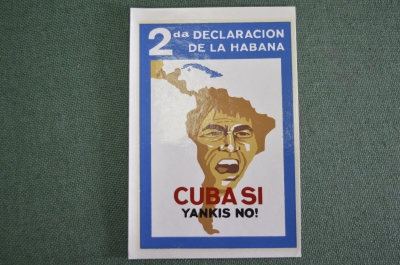 2da DECLARACION
DE LA HABANA
CUBA SI
YANKIS NO!